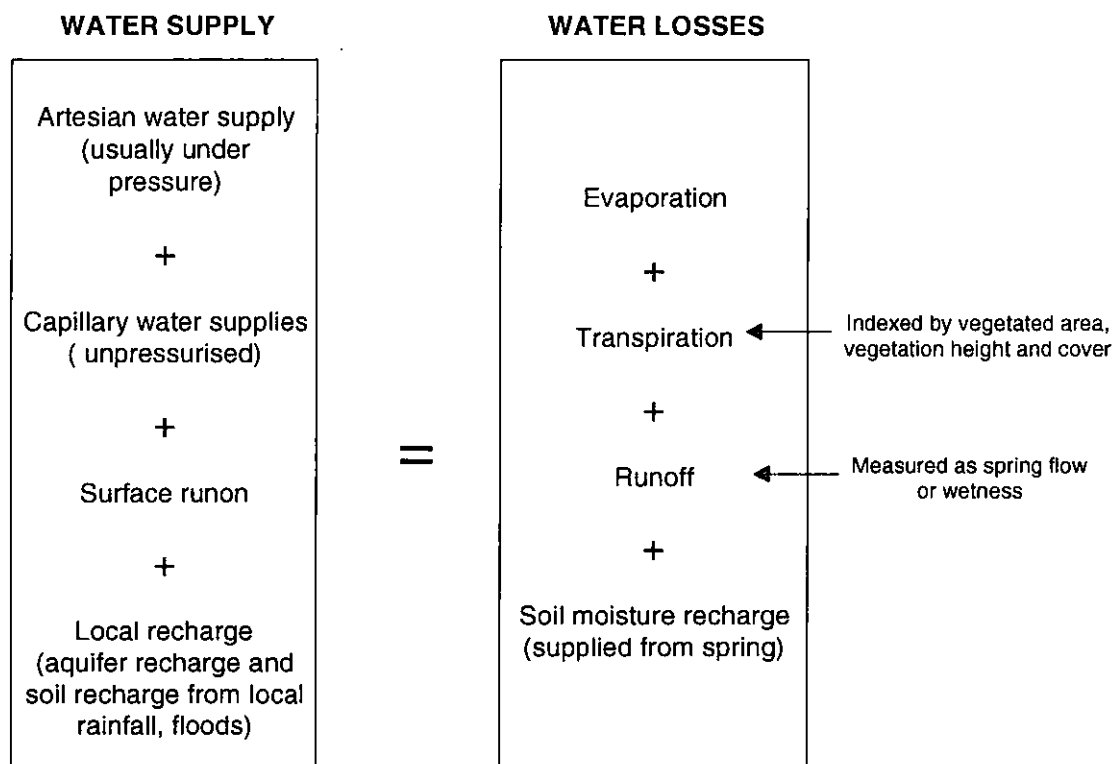 WATER SUPPLY
Artesian water supply
(usually under
pressure)
+
Capillary water supplies
( unpressurised)
+
Surface runon
+
Local recharge
(aquifer recharge and
soil recharge from local
rainfall, floods)
=
WATER LOSSES
Evaporation
+
Transpiration
+
Runoff
+
Soil moisture recharge
(supplied from spring)
Indexed by vegetated area,
vegetation height and cover
Measured as spring flow
or wetness